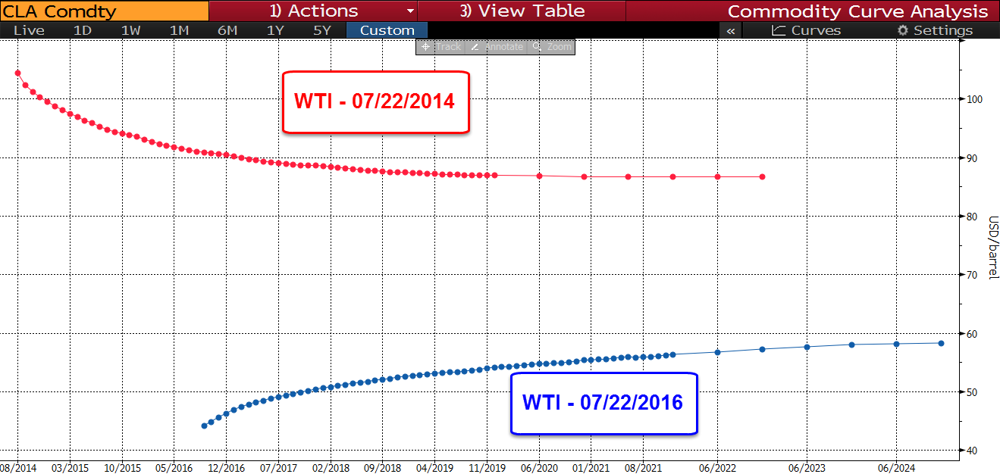 CLA Comdty 1) Actions 3) View Table Commodity Curve Analysis
Live 1D 1W 1M 6M 1Y 5Y Custom « Curves Settings
Track Annotate Zoom
WTI - 07/22/2014
100
90
80
USD/barrel
70
60
WTI - 07/22/2016
50
40
08/2014 03/2015 10/2015 05/2016 12/2016 07/2017 02/2018 09/2018 04/2019 11/2019 06/2020 01/2021 08/2021 06/2022 06/2023 06/2024